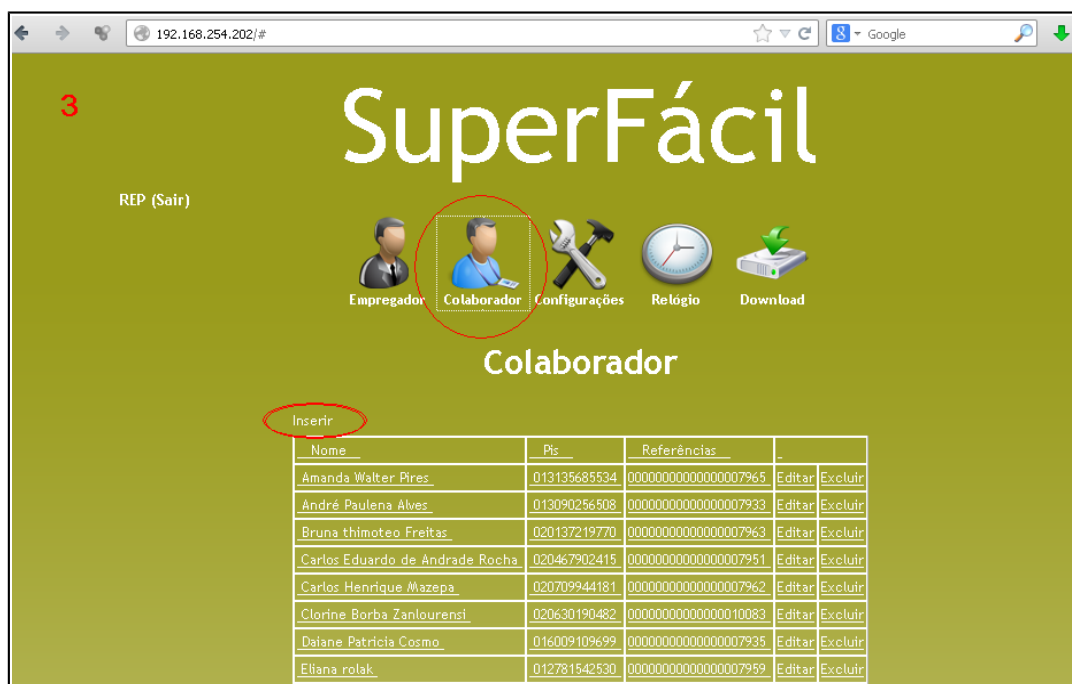 192.168.254.202/#
8 Google
3
SuperFácil
REP (Sair)
Empregador Colaborador Configurações Relógio Download
Colaborador
Inserir
Nome Pis Referências
Amanda Walter Pires 013135685534 00000000000000007965 Editar Excluir
André Paulena Alves 013090256508 00000000000000007933 Editar Excluir
Bruna thimoteo Freitas 020137219770 00000000000000007963 Editar Excluir
Carlos Eduardo de Andrade Rocha 020467902415 00000000000000007951 Editar Excluir
Carlos Henrique Mazepa 020709944181 00000000000000007962 Editar Excluir
Clorine Borba Zanlourensi 020630190482 00000000000000010083 Editar Excluir
Daiane Patricia Cosmo 016009109699 00000000000000007935 Editar Excluir
Eliana rolak 012781542530 00000000000000007959 Editar Excluir